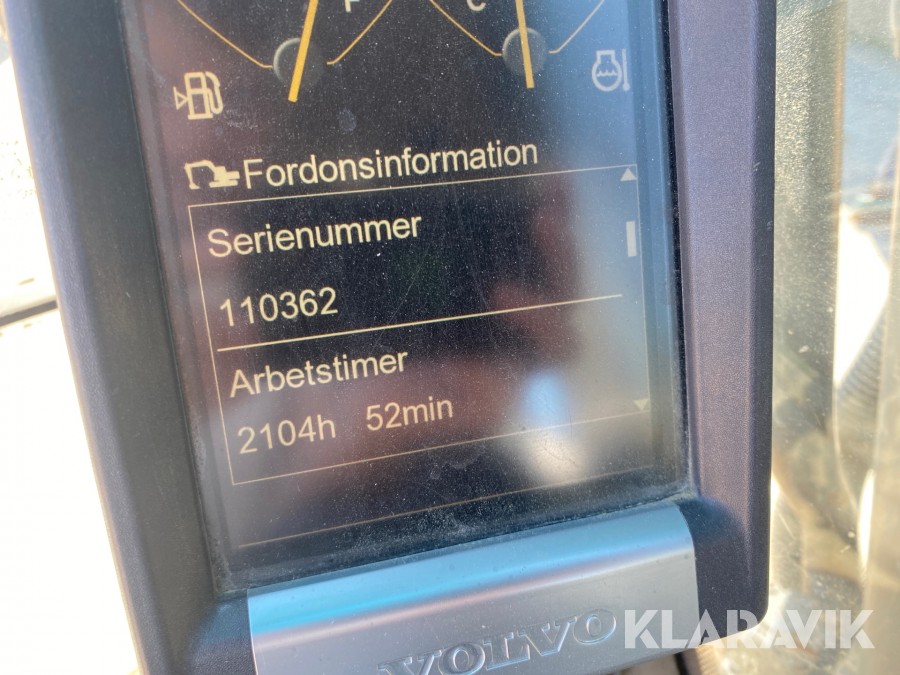 F C
Fordonsinformation
Serienummer
110362
Arbetstimer
2104h 52min
VOLVO
KLARAVIK